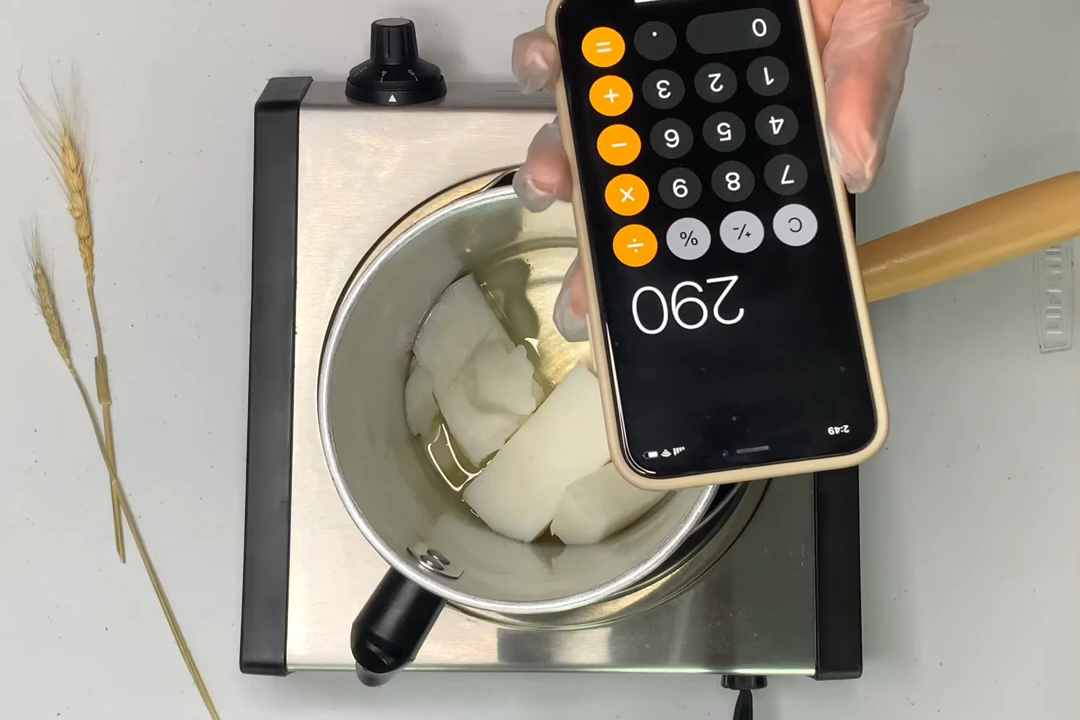 2:49
290
C +/- % ÷
7 8 9 ×
4 5 6 −
1 2 3 +
0 . =